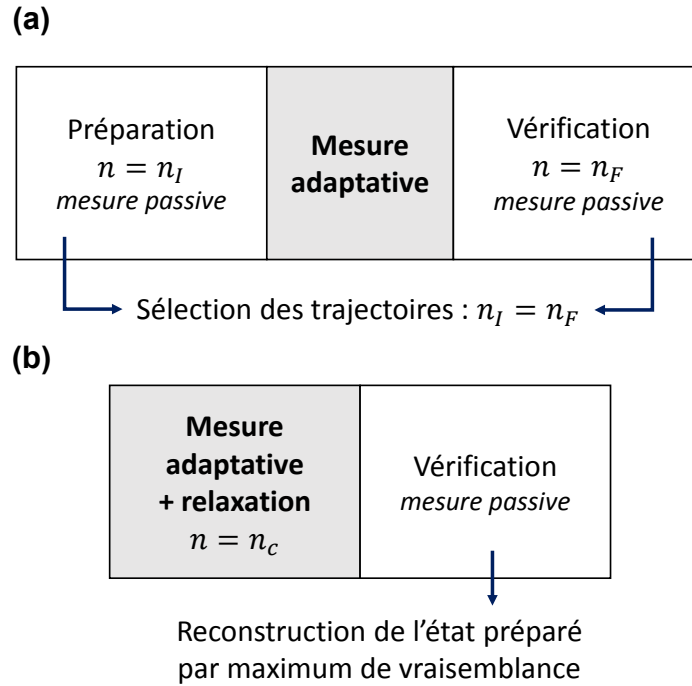 (a)
Préparation
n = n_I
mesure passive
Mesure
adaptative
Vérification
n = n_F
mesure passive
Sélection des trajectoires : n_I = n_F
(b)
Mesure
adaptative
+ relaxation
n = n_c
Vérification
mesure passive
Reconstruction de l'état préparé
par maximum de vraisemblance